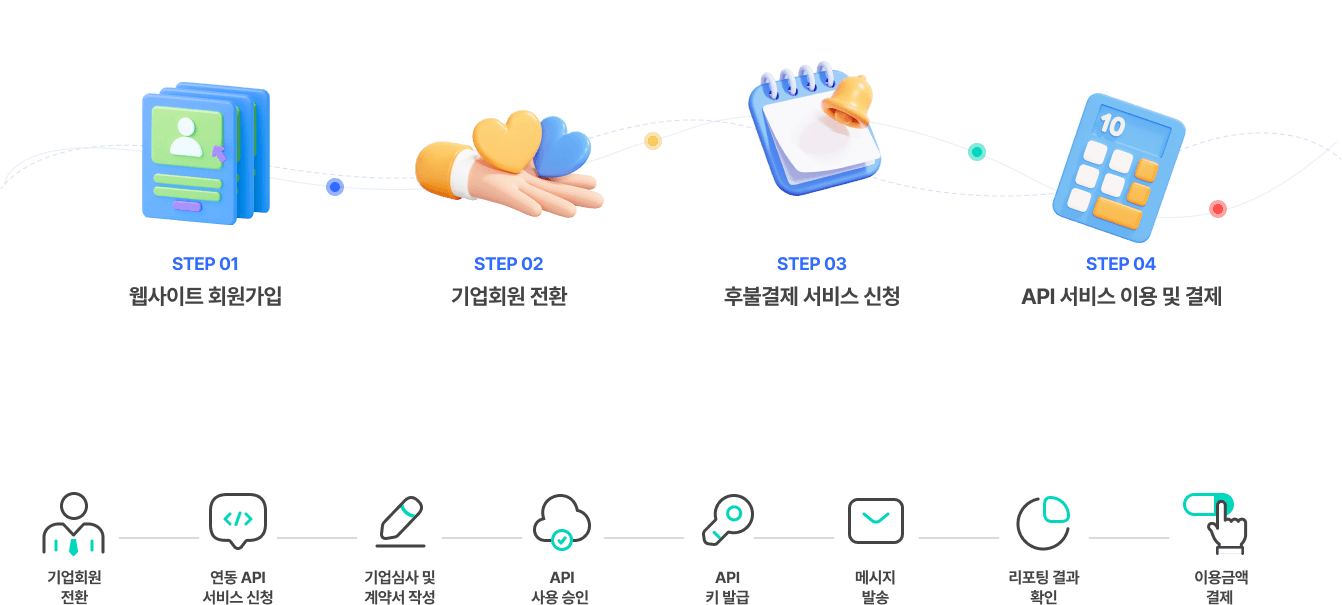 10
STEP 01
웹사이트 회원가입
STEP 02
기업회원 전환
STEP 03
후불결제 서비스 신청
STEP 04
API 서비스 이용 및 결제
기업회원
전환
연동 API
서비스 신청
기업심사 및
계약서 작성
API
사용 승인
API
키 발급
메시지
발송
리포팅 결과
확인
이용금액
결제